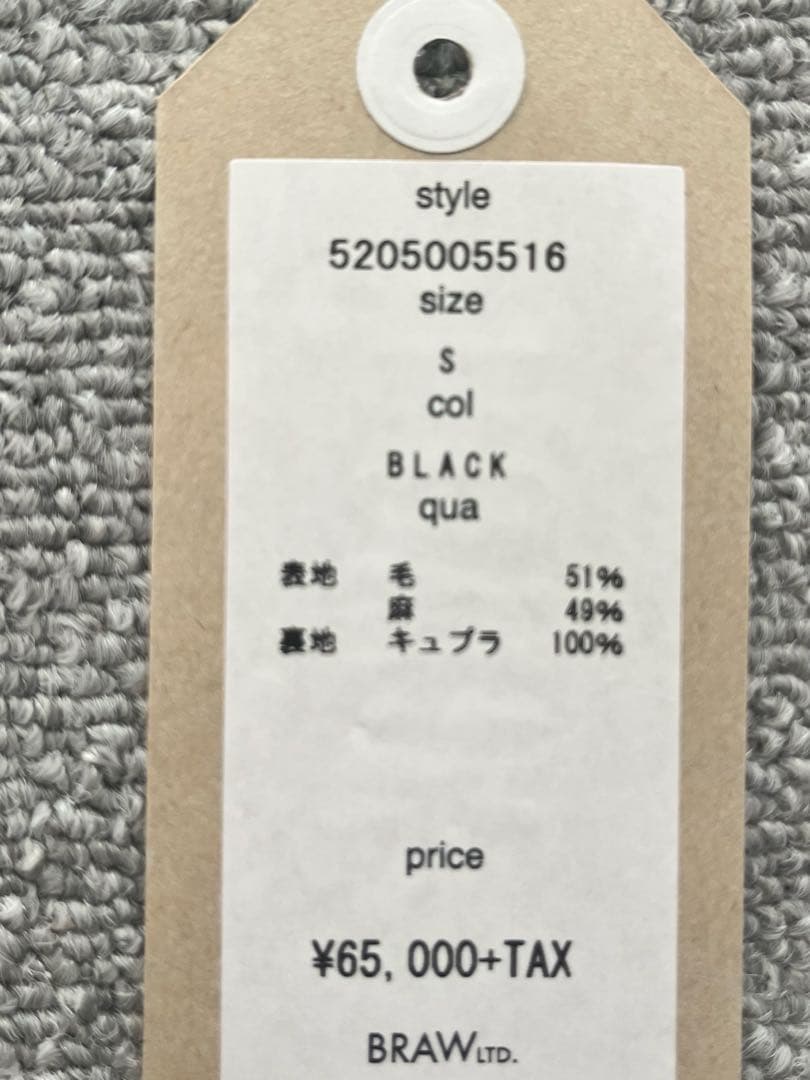 style
5205005516
size
S
col
BLACK
qua
表地 毛 51%
麻 49%
裏地 キュプラ 100%
price
¥65,000+TAX
BRAW LTD.